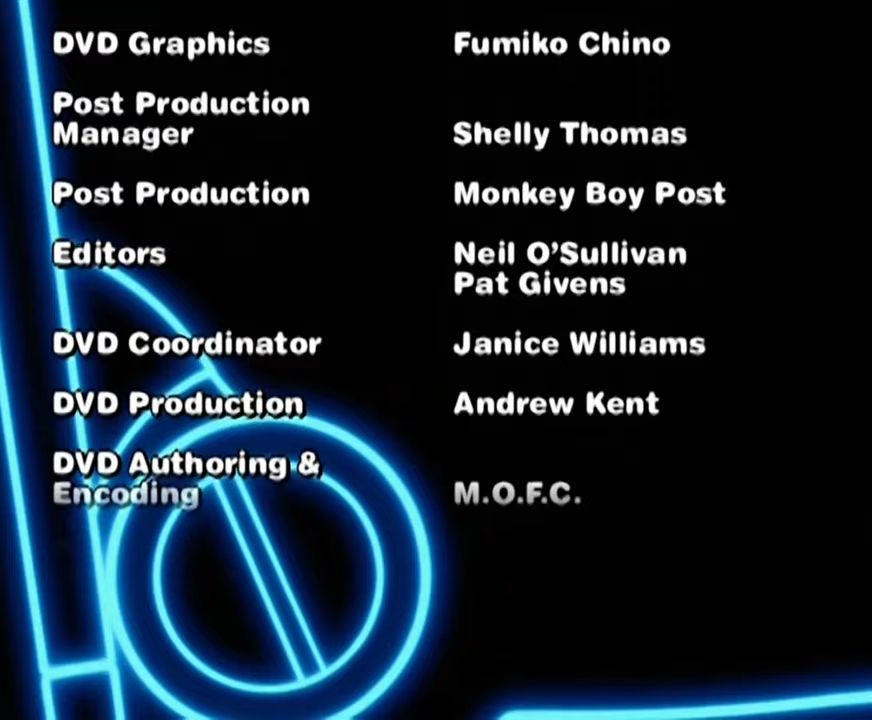 DVD Graphics Fumiko Chino
Post Production
Manager Shelly Thomas
Post Production Monkey Boy Post
Editors Neil O'Sullivan
Pat Givens
DVD Coordinator Janice Williams
DVD Production Andrew Kent
DVD Authoring &
Encoding M.O.F.C.